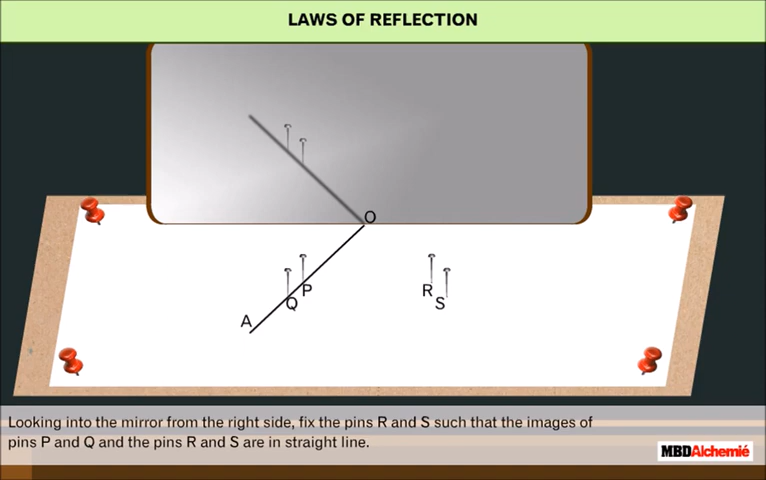 LAWS OF REFLECTION
O
P
Q
A
R
S
Looking into the mirror from the right side, fix the pins R and S such that the images of
pins P and Q and the pins R and S are in straight line.
MBDAlchemié